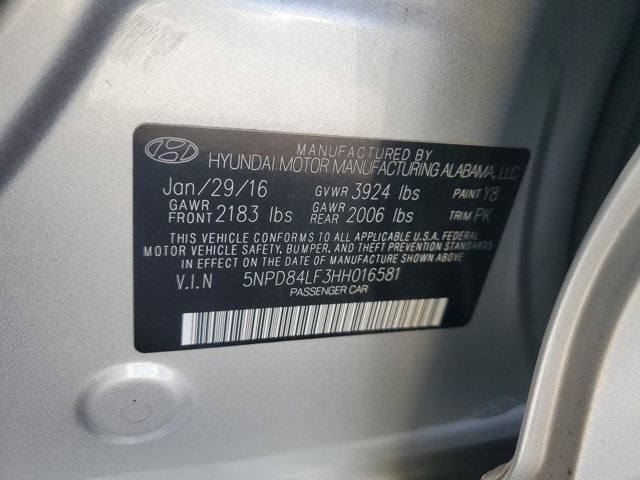 MANUFACTURED BY
HYUNDAI MOTOR MANUFACTURING ALABAMA, LLC
Jan/29/16 GVWR 3924 lbs PAINT Y8
GAWR FRONT 2183 lbs GAWR REAR 2006 lbs TRIM PK
THIS VEHICLE CONFORMS TO ALL APPLICABLE U.S.A. FEDERAL
MOTOR VEHICLE SAFETY, BUMPER, AND THEFT PREVENTION STANDARDS
IN EFFECT ON THE DATE OF MANUFACTURE SHOWN ABOVE
V.I.N 5NPD84LF3HH016581
PASSENGER CAR